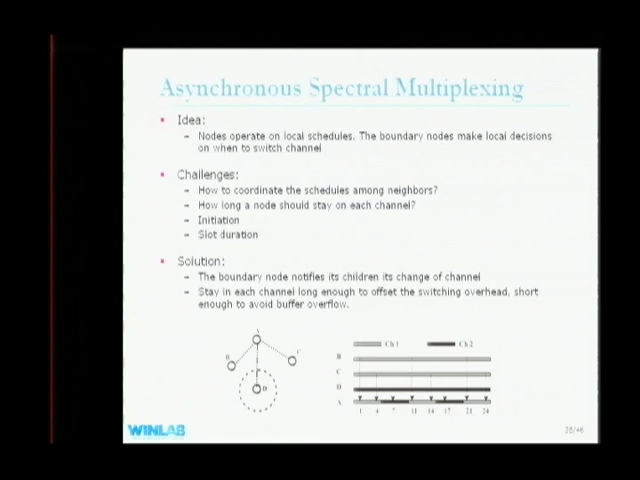 Asynchronous Spectral Multiplexing
Idea:
– Nodes operate on local schedules. The boundary nodes make local decisions
on when to switch channel
Challenges:
– How to coordinate the schedules among neighbors?
– How long a node should stay on each channel?
– Initiation
– Slot duration
Solution:
– The boundary node notifies its children its change of channel
– Stay in each channel long enough to offset the switching overhead, short
enough to avoid buffer overflow.
A
B
C
D
Ch 1
Ch 2
B
C
D
A
1 4 7 11 14 17 21 24
WINLAB